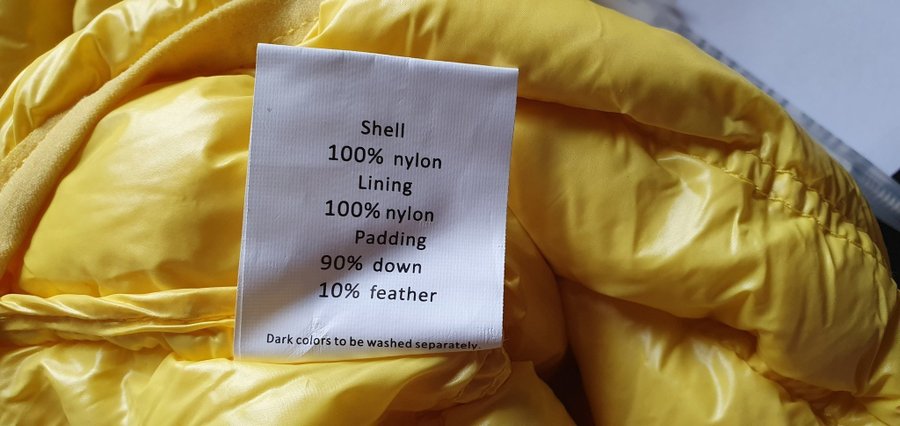 Shell
100% nylon
Lining
100% nylon
Padding
90% down
10% feather
Dark colors to be washed separately.